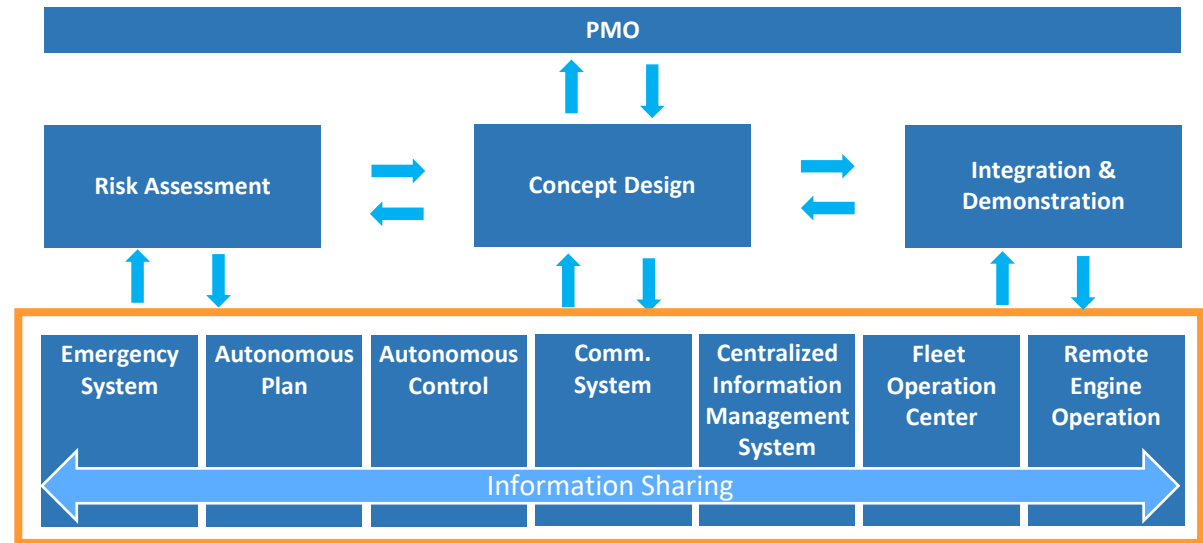 PMO
Risk Assessment
Concept Design
Integration &
Demonstration
Emergency
System
Autonomous
Plan
Autonomous
Control
Comm.
System
Centralized
Information
Management
System
Fleet
Operation
Center
Remote
Engine
Operation
Information Sharing